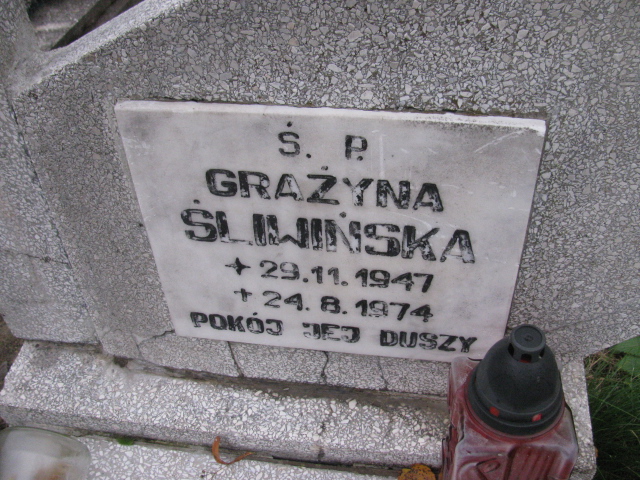 Ś. P.
GRAŻYNA
ŚLIWIŃSKA
29.11.1947
+ 24.8.1974
POKÓJ JEJ DUSZY